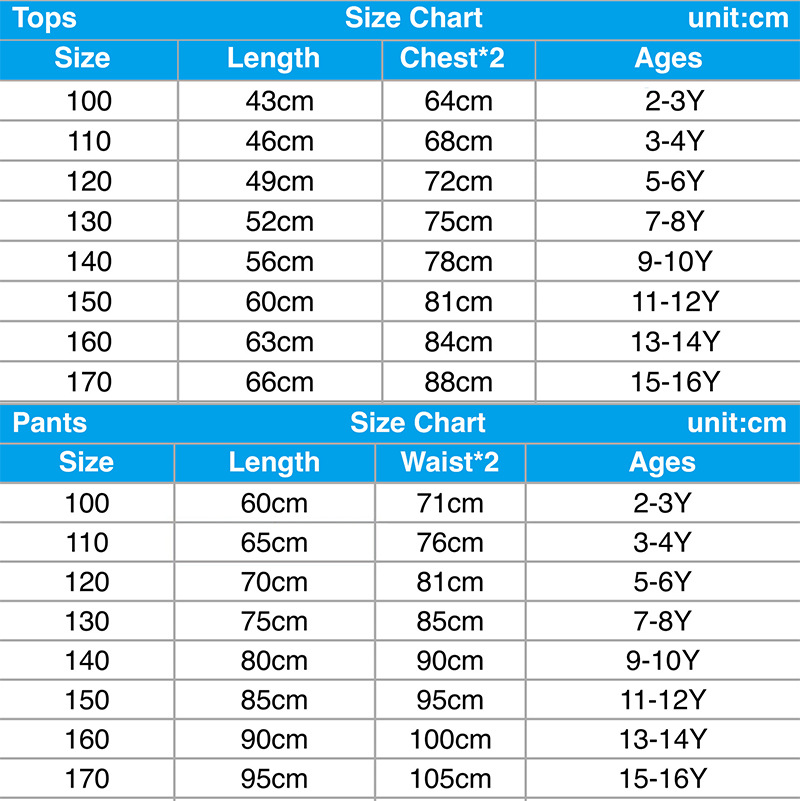 Tops Size Chart unit:cm
Size Length Chest*2 Ages
100 43cm 64cm 2-3Y
110 46cm 68cm 3-4Y
120 49cm 72cm 5-6Y
130 52cm 75cm 7-8Y
140 56cm 78cm 9-10Y
150 60cm 81cm 11-12Y
160 63cm 84cm 13-14Y
170 66cm 88cm 15-16Y
Pants Size Chart unit:cm
Size Length Waist*2 Ages
100 60cm 71cm 2-3Y
110 65cm 76cm 3-4Y
120 70cm 81cm 5-6Y
130 75cm 85cm 7-8Y
140 80cm 90cm 9-10Y
150 85cm 95cm 11-12Y
160 90cm 100cm 13-14Y
170 95cm 105cm 15-16Y